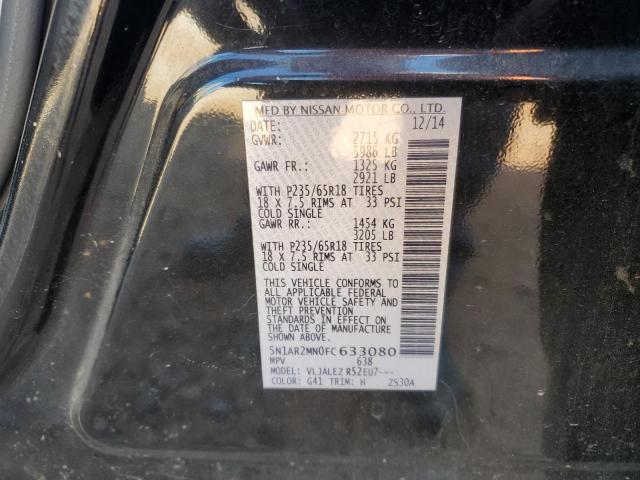 MFD BY NISSAN MOTOR CO., LTD.
DATE: 12/14
GVWR: 2715 KG
5986 LB
GAWR FR.: 1325 KG
2921 LB
WITH P235/65R18 TIRES
18 X 7.5 RIMS AT 33 PSI
COLD SINGLE
GAWR RR.: 1454 KG
3205 LB
WITH P235/65R18 TIRES
18 X 7.5 RIMS AT 33 PSI
COLD SINGLE
THIS VEHICLE CONFORMS TO
ALL APPLICABLE FEDERAL
MOTOR VEHICLE SAFETY AND
AND THEFT PREVENTION
STANDARDS IN EFFECT ON
THE DATE OF MANUFACTURE
SHOWN ABOVE.
5N1AR2MN0FC633080
MPV 638
MODEL: VLJALEZ R52EU7---
COLOR: G41 TRIM: H ZS30A